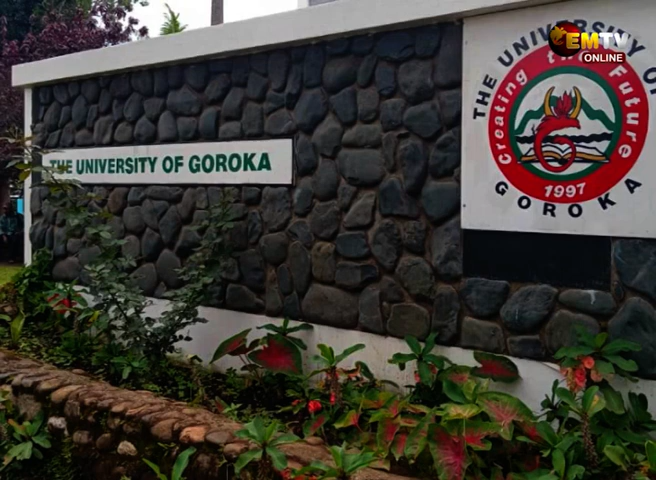 EMTV
ONLINE
THE UNIVERSITY OF GOROKA
THE UNIVERSITY OF
Creating the Future
1997
GOROKA